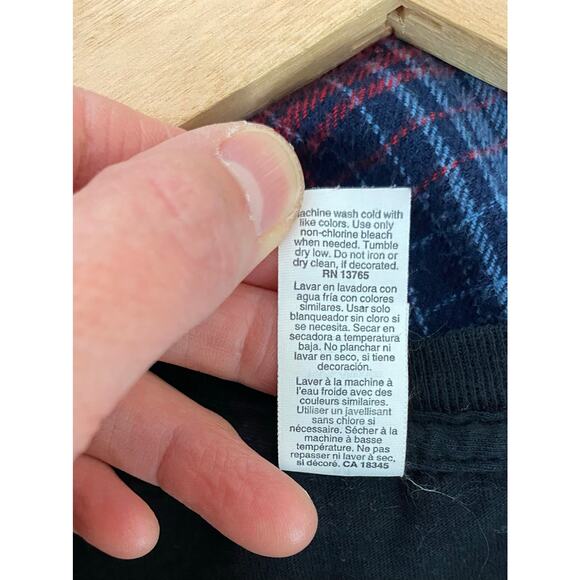 Machine wash cold with
like colors. Use only
non-chlorine bleach
when needed. Tumble
dry low. Do not iron or
dry clean, if decorated.
RN 13765
Lavar en lavadora con
agua fría con colores
similares. Usar solo
blanqueador sin cloro si
se necesita. Secar en
secadora a temperatura
baja. No planchar ni
lavar en seco, si tiene
decoración.
Laver à la machine à
l'eau froide avec des
couleurs similaires.
Utiliser un javellisant
sans chlore si
nécessaire. Sécher à la
machine à basse
température. Ne pas
repasser ni laver à sec,
si décoré. CA 18345